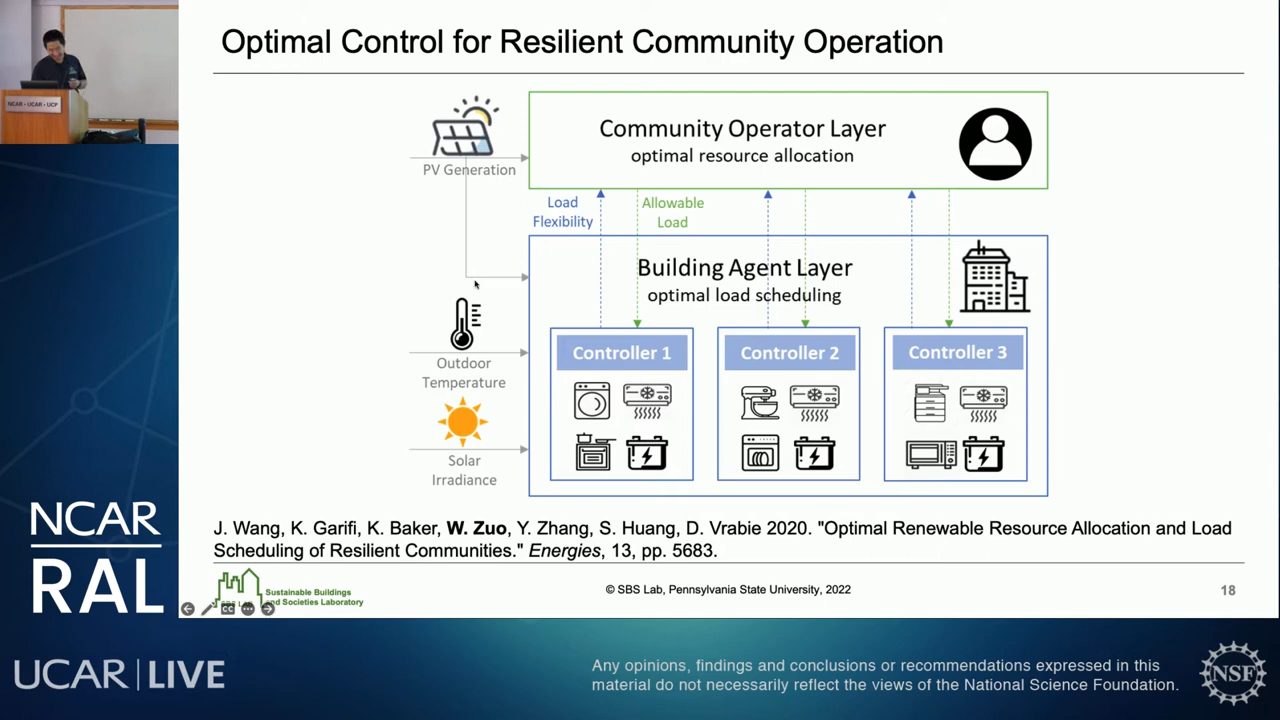 Optimal Control for Resilient Community Operation
NCAR • UCAR • UCP
Community Operator Layer
optimal resource allocation
PV Generation
Load
Flexibility
Allowable
Load
Building Agent Layer
optimal load scheduling
Outdoor
Temperature
Solar
Irradiance
Controller 1
Controller 2
Controller 3
J. Wang, K. Garifi, K. Baker, W. Zuo, Y. Zhang, S. Huang, D. Vrabie 2020. "Optimal Renewable Resource Allocation and Load
Scheduling of Resilient Communities." Energies, 13, pp. 5683.
Sustainable Buildings
and Societies Laboratory
© SBS Lab, Pennsylvania State University, 2022
18
CC
NCAR
RAL
UCAR | LIVE
Any opinions, findings and conclusions or recommendations expressed in this
material do not necessarily reflect the views of the National Science Foundation.
NSF